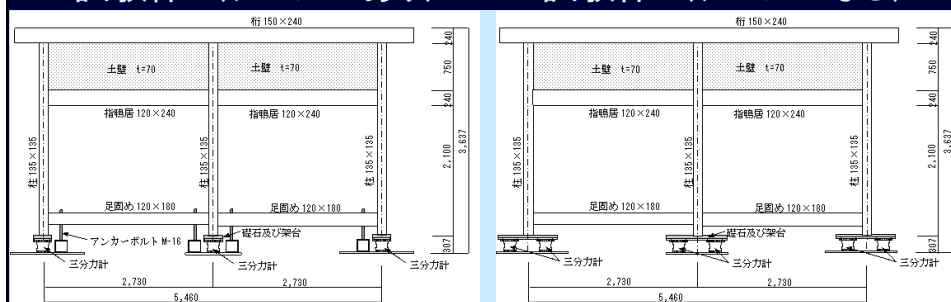 桁 150×240
土壁 t=70
土壁 t=70
指鴨居 120×240
指鴨居 120×240
柱 135×135
柱 135×135
柱 135×135
足固め 120×180
足固め 120×180
アンカーボルト M-16
礎石及び架台
三分力計
三分力計
三分力計
2,730
2,730
5,460
240
750
240
2,100
307
3,637
桁 150×240
土壁 t=70
土壁 t=70
指鴨居 120×240
指鴨居 120×240
柱 135×135
柱 135×135
柱 135×135
足固め 120×180
足固め 120×180
礎石及び架台
三分力計
三分力計
三分力計
2,730
2,730
5,460
240
750
240
2,100
307
3,637